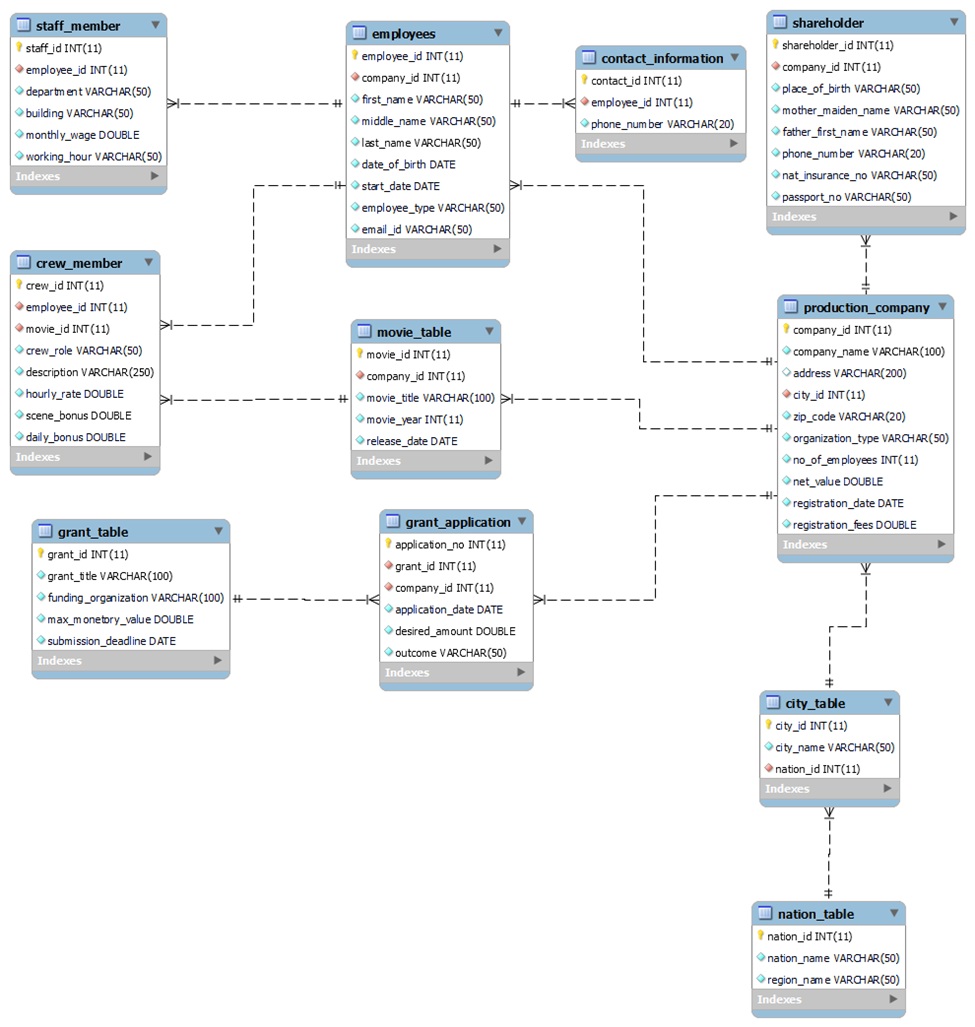 staff_member
staff_id INT(11)
employee_id INT(11)
department VARCHAR(50)
building VARCHAR(50)
monthly_wage DOUBLE
working_hour VARCHAR(50)
Indexes
employees
employee_id INT(11)
company_id INT(11)
first_name VARCHAR(50)
middle_name VARCHAR(50)
last_name VARCHAR(50)
date_of_birth DATE
start_date DATE
employee_type VARCHAR(50)
email_id VARCHAR(50)
Indexes
contact_information
contact_id INT(11)
employee_id INT(11)
phone_number VARCHAR(20)
Indexes
shareholder
shareholder_id INT(11)
company_id INT(11)
place_of_birth VARCHAR(50)
mother_maiden_name VARCHAR(50)
father_first_name VARCHAR(50)
phone_number VARCHAR(20)
nat_insurance_no VARCHAR(50)
passport_no VARCHAR(50)
Indexes
crew_member
crew_id INT(11)
employee_id INT(11)
movie_id INT(11)
crew_role VARCHAR(50)
description VARCHAR(250)
hourly_rate DOUBLE
scene_bonus DOUBLE
daily_bonus DOUBLE
Indexes
movie_table
movie_id INT(11)
company_id INT(11)
movie_title VARCHAR(100)
movie_year INT(11)
release_date DATE
Indexes
production_company
company_id INT(11)
company_name VARCHAR(100)
address VARCHAR(200)
city_id INT(11)
zip_code VARCHAR(20)
organization_type VARCHAR(50)
no_of_employees INT(11)
net_value DOUBLE
registration_date DATE
registration_fees DOUBLE
Indexes
grant_table
grant_id INT(11)
grant_title VARCHAR(100)
funding_organization VARCHAR(100)
max_monetory_value DOUBLE
submission_deadline DATE
Indexes
grant_application
application_no INT(11)
grant_id INT(11)
company_id INT(11)
application_date DATE
desired_amount DOUBLE
outcome VARCHAR(50)
Indexes
city_table
city_id INT(11)
city_name VARCHAR(50)
nation_id INT(11)
Indexes
nation_table
nation_id INT(11)
nation_name VARCHAR(50)
region_name VARCHAR(50)
Indexes